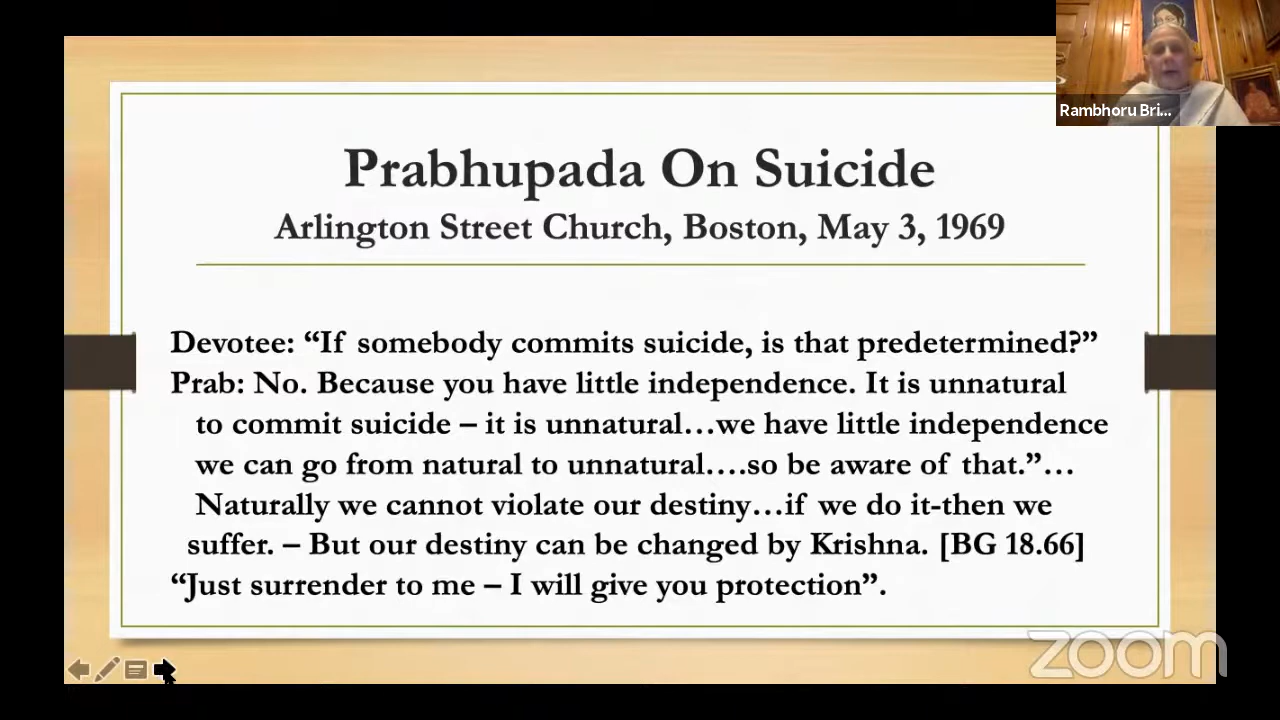 Rambhoru Bri...
Prabhupada On Suicide
Arlington Street Church, Boston, May 3, 1969
Devotee: “If somebody commits suicide, is that predetermined?”
Prab: No. Because you have little independence. It is unnatural
to commit suicide – it is unnatural…we have little independence
we can go from natural to unnatural….so be aware of that.”…
Naturally we cannot violate our destiny…if we do it-then we
suffer. – But our destiny can be changed by Krishna. [BG 18.66]
“Just surrender to me – I will give you protection”.
zoom